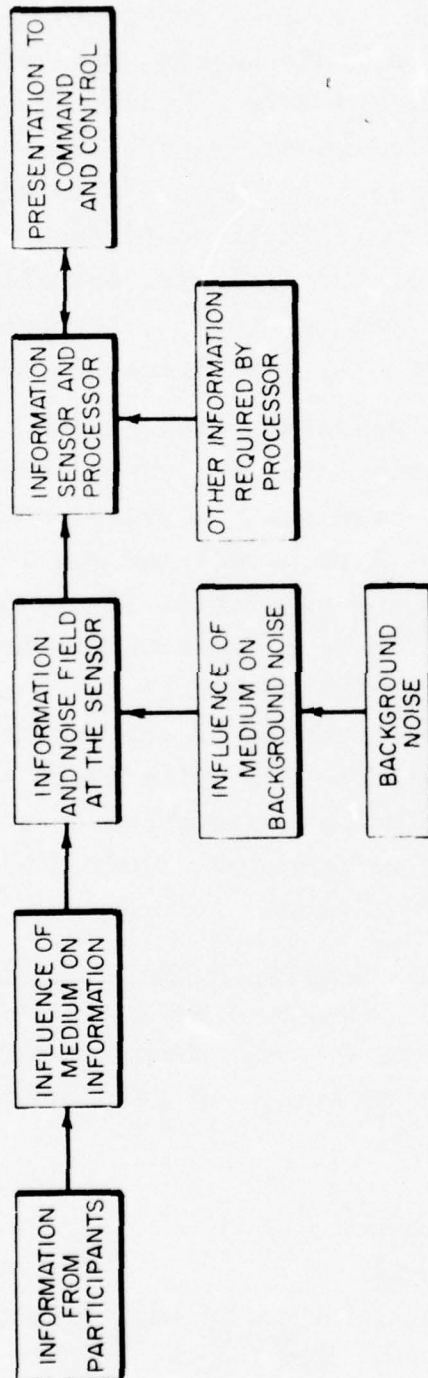 INFORMATION
FROM
PARTICIPANTS
INFLUENCE OF
MEDIUM ON
INFORMATION
INFORMATION
AND NOISE FIELD
AT THE SENSOR
INFORMATION
SENSOR AND
PROCESSOR
PRESENTATION TO
COMMAND
AND CONTROL
INFLUENCE OF
MEDIUM ON
BACKGROUND NOISE
OTHER INFORMATION
REQUIRED BY
PROCESSOR
BACKGROUND
NOISE